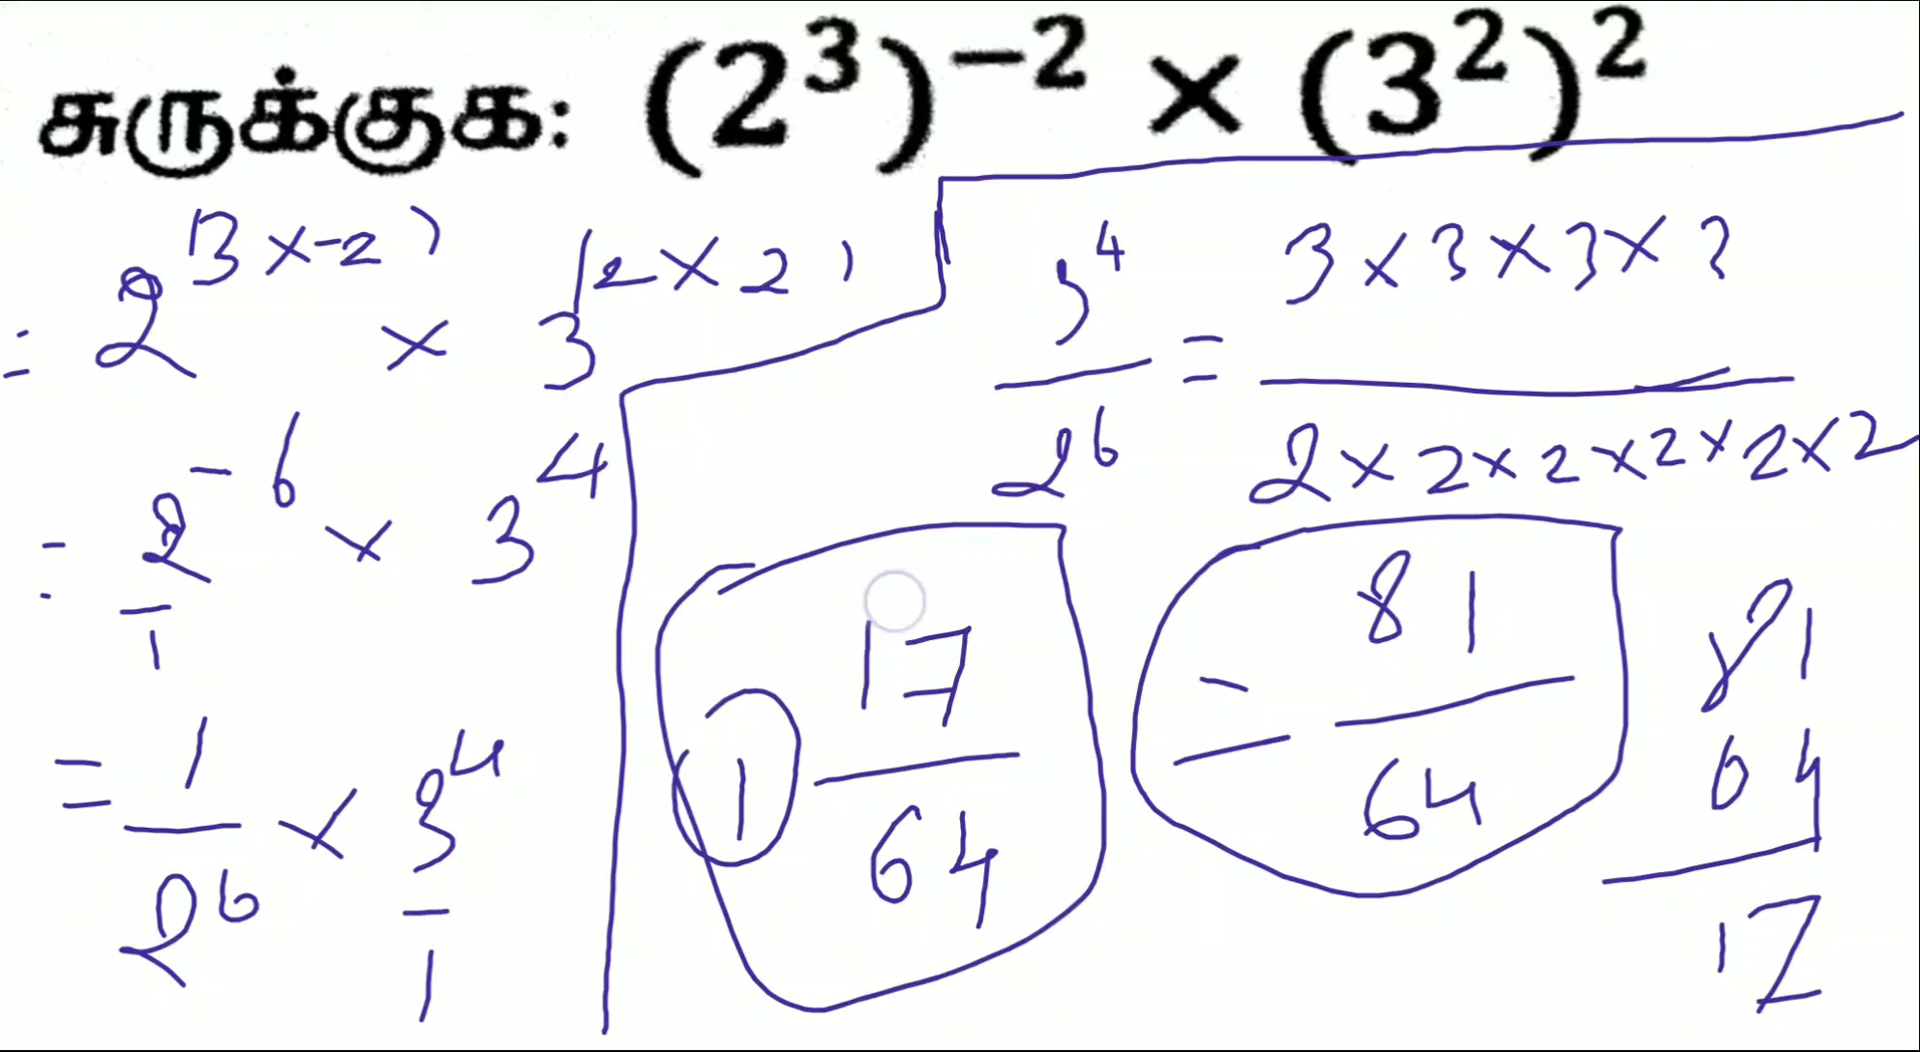 சுருக்குக: (2³)⁻² × (3²)²
= 2^(3 × -2) × 3^(2 × 2)
= 2⁻⁶/1 × 3⁴
= 1/2⁶ × 3⁴/1
3⁴/2⁶ = 3 × 3 × 3 × 3 / 2 × 2 × 2 × 2 × 2 × 2
= 81/64
81
64
17
1 17/64